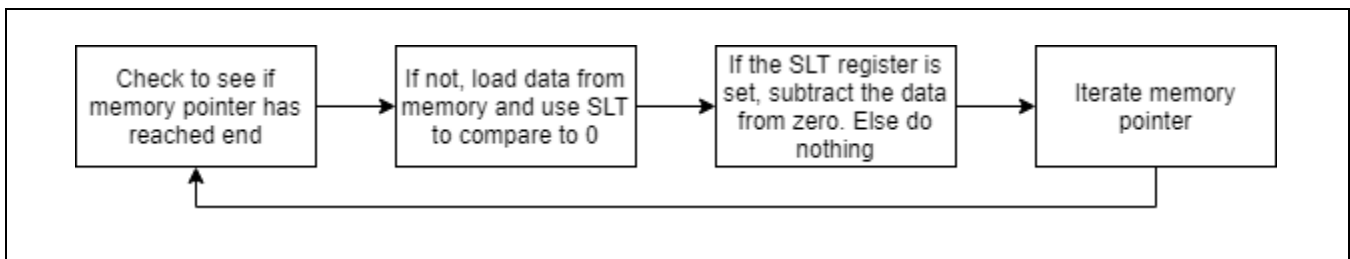 Check to see if
memory pointer has
reached end
If not, load data from
memory and use SLT
to compare to 0
If the SLT register is
set, subtract the data
from zero. Else do
nothing
Iterate memory
pointer